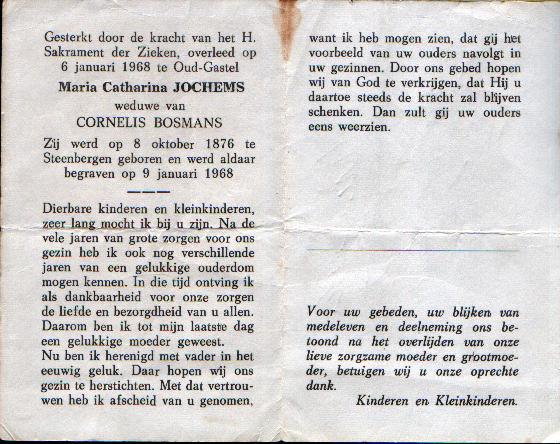 Gesterkt door de kracht van het H.
Sakrament der Zieken, overleed op
6 januari 1968 te Oud-Gastel
Maria Catharina JOCHEMS
weduwe van
CORNELIS BOSMANS
Zij werd op 8 oktober 1876 te
Steenbergen geboren en werd aldaar
begraven op 9 januari 1968
Dierbare kinderen en kleinkinderen,
zeer lang mocht ik bij u zijn. Na de
vele jaren van grote zorgen voor ons
gezin heb ik ook nog verschillende
jaren van een gelukkige ouderdom
mogen kennen. In die tijd ontving ik
als dankbaarheid voor onze zorgen
de liefde en bezorgdheid van u allen.
Daarom ben ik tot mijn laatste dag
een gelukkige moeder geweest.
Nu ben ik herenigd met vader in het
eeuwig geluk. Daar hopen wij ons
gezin te herstichten. Met dat vertrou-
wen heb ik afscheid van u genomen,
want ik heb mogen zien, dat gij het
voorbeeld van uw ouders navolgt in
uw gezinnen. Door ons gebed hopen
wij van God te verkrijgen, dat Hij u
daartoe steeds de kracht zal blijven
schenken. Dan zult gij uw ouders
eens weerzien.
Voor uw gebeden, uw blijken van
medeleven en deelneming ons be-
toond na het overlijden van onze
lieve zorgzame moeder en grootmoe-
der, betuigen wij u onze oprechte
dank.
Kinderen en Kleinkinderen.